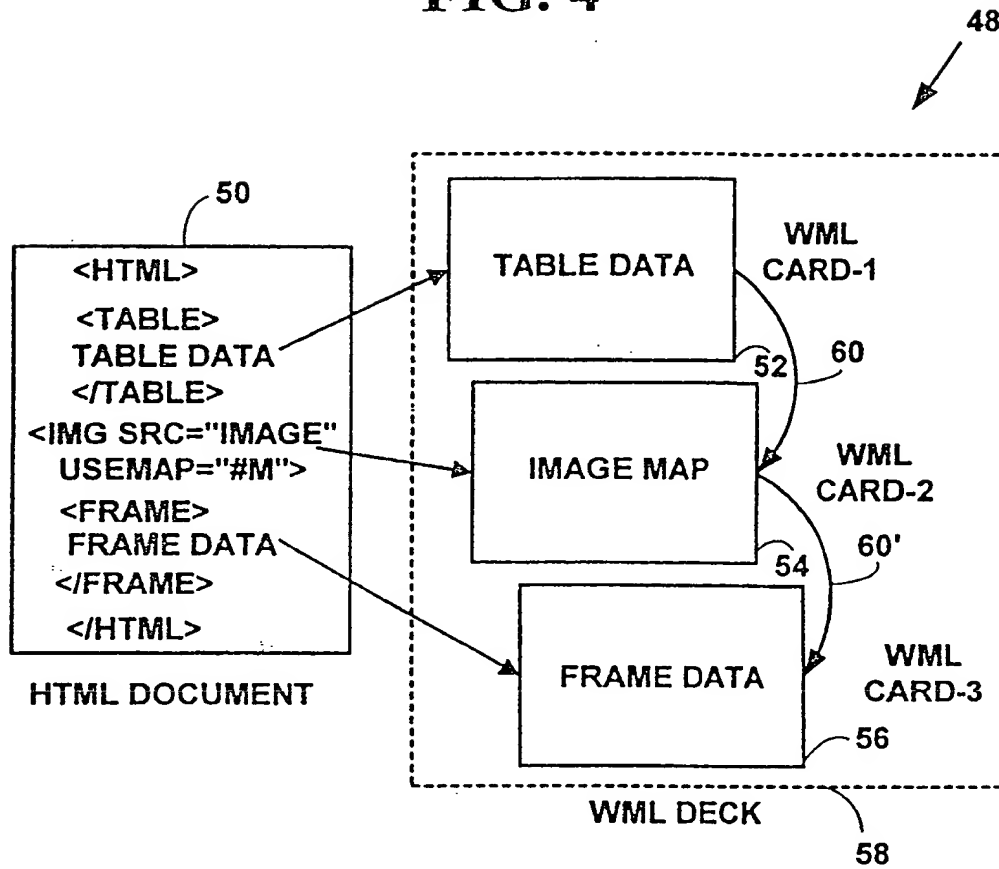 FIG. 4
48
50
<HTML>
<TABLE>
TABLE DATA
</TABLE>
<IMG SRC="IMAGE"
USEMAP="#M">
<FRAME>
FRAME DATA
</FRAME>
</HTML>
HTML DOCUMENT
TABLE DATA
WML
CARD-1
52
60
IMAGE MAP
WML
CARD-2
54
60'
FRAME DATA
WML
CARD-3
56
WML DECK
58